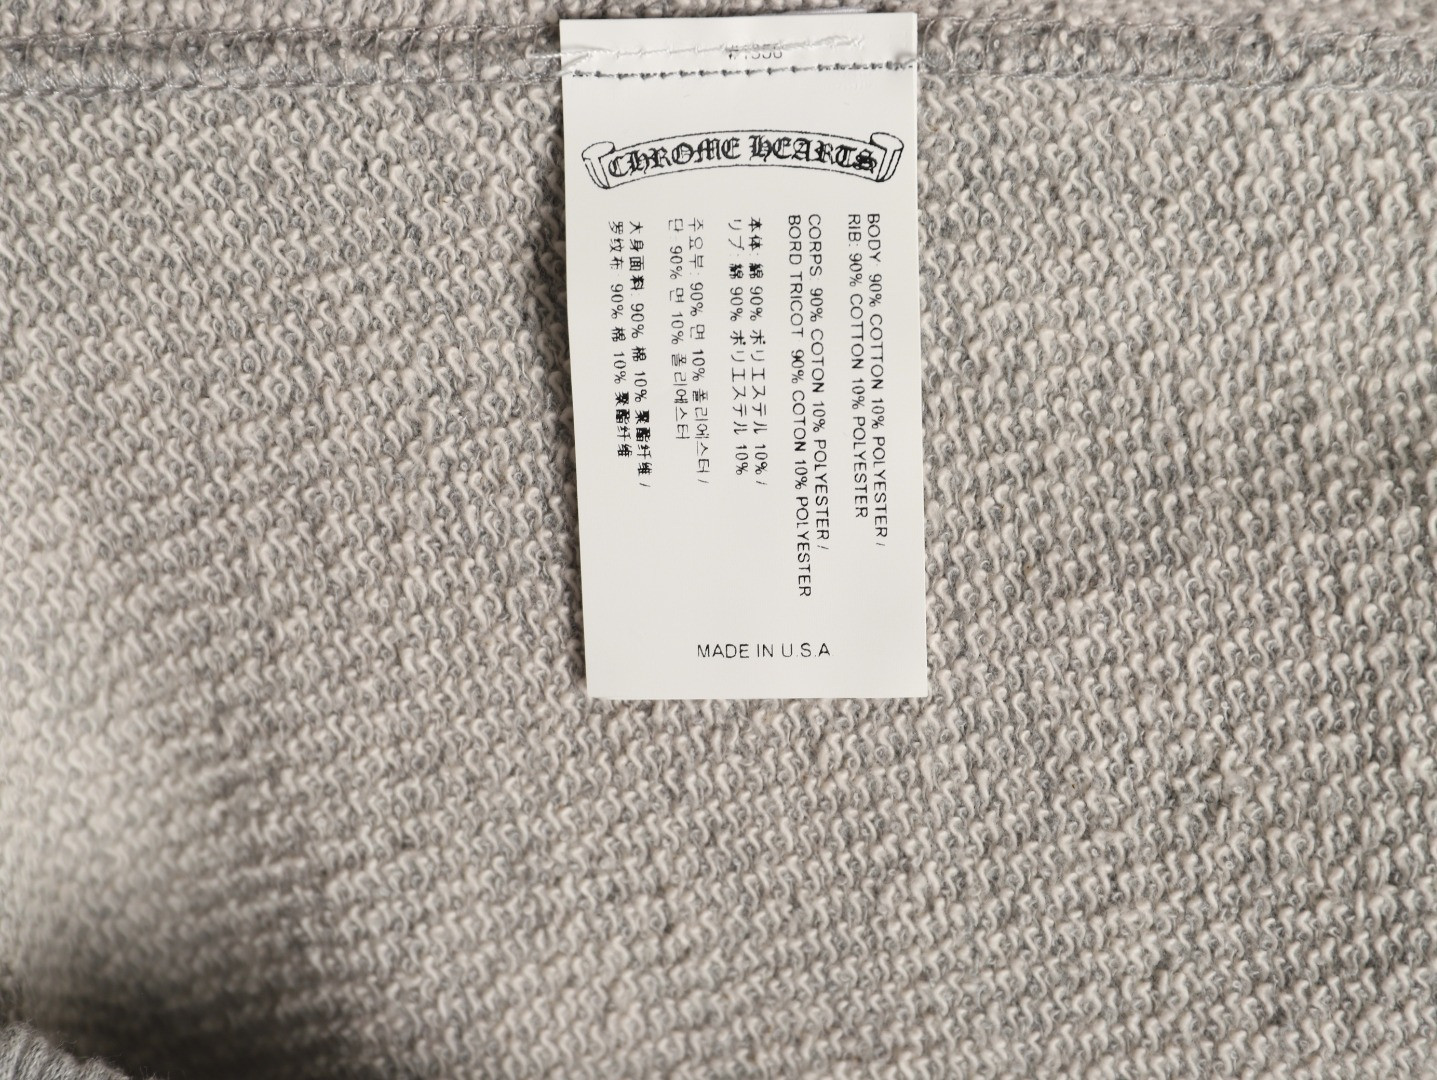 CHROME HEARTS
BODY: 90% COTTON 10% POLYESTER /
RIB: 90% COTTON 10% POLYESTER
CORPS: 90% COTON 10% POLYESTER /
BORD TRICOT: 90% COTON 10% POLYESTER
本体: 綿 90% ポリエステル 10% /
リブ: 綿 90% ポリエステル 10%
주요부: 90% 면 10% 폴리에스터 /
단: 90% 면 10% 폴리에스터
大身面料: 90% 棉 10% 聚酯纤维 /
罗纹布: 90% 棉 10% 聚酯纤维
MADE IN U.S.A